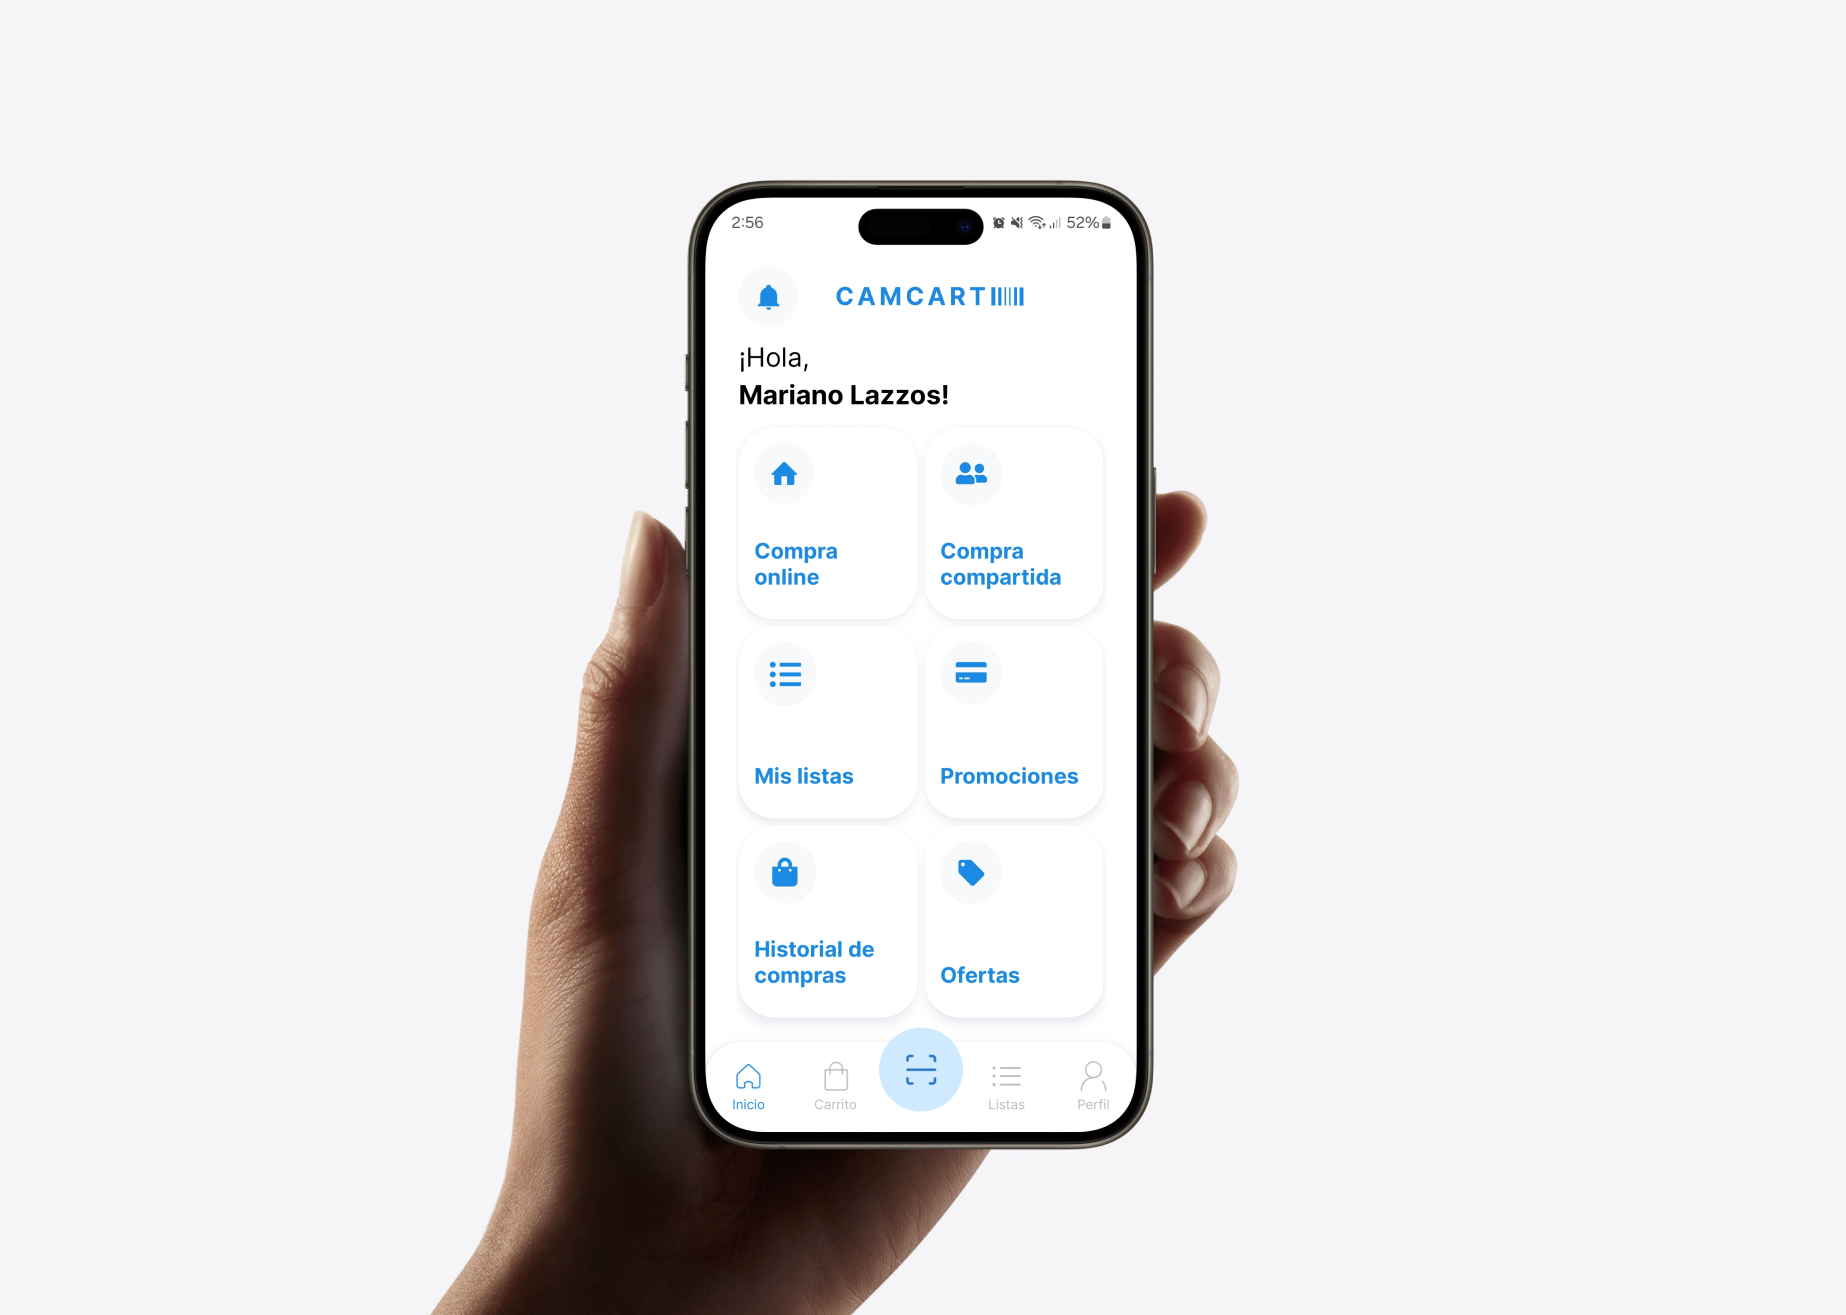 2:56
52%
CAMCART
¡Hola,
Mariano Lazzos!
Compra
online
Compra
compartida
Mis listas
Promociones
Historial de
compras
Ofertas
Inicio
Carrito
Listas
Perfil